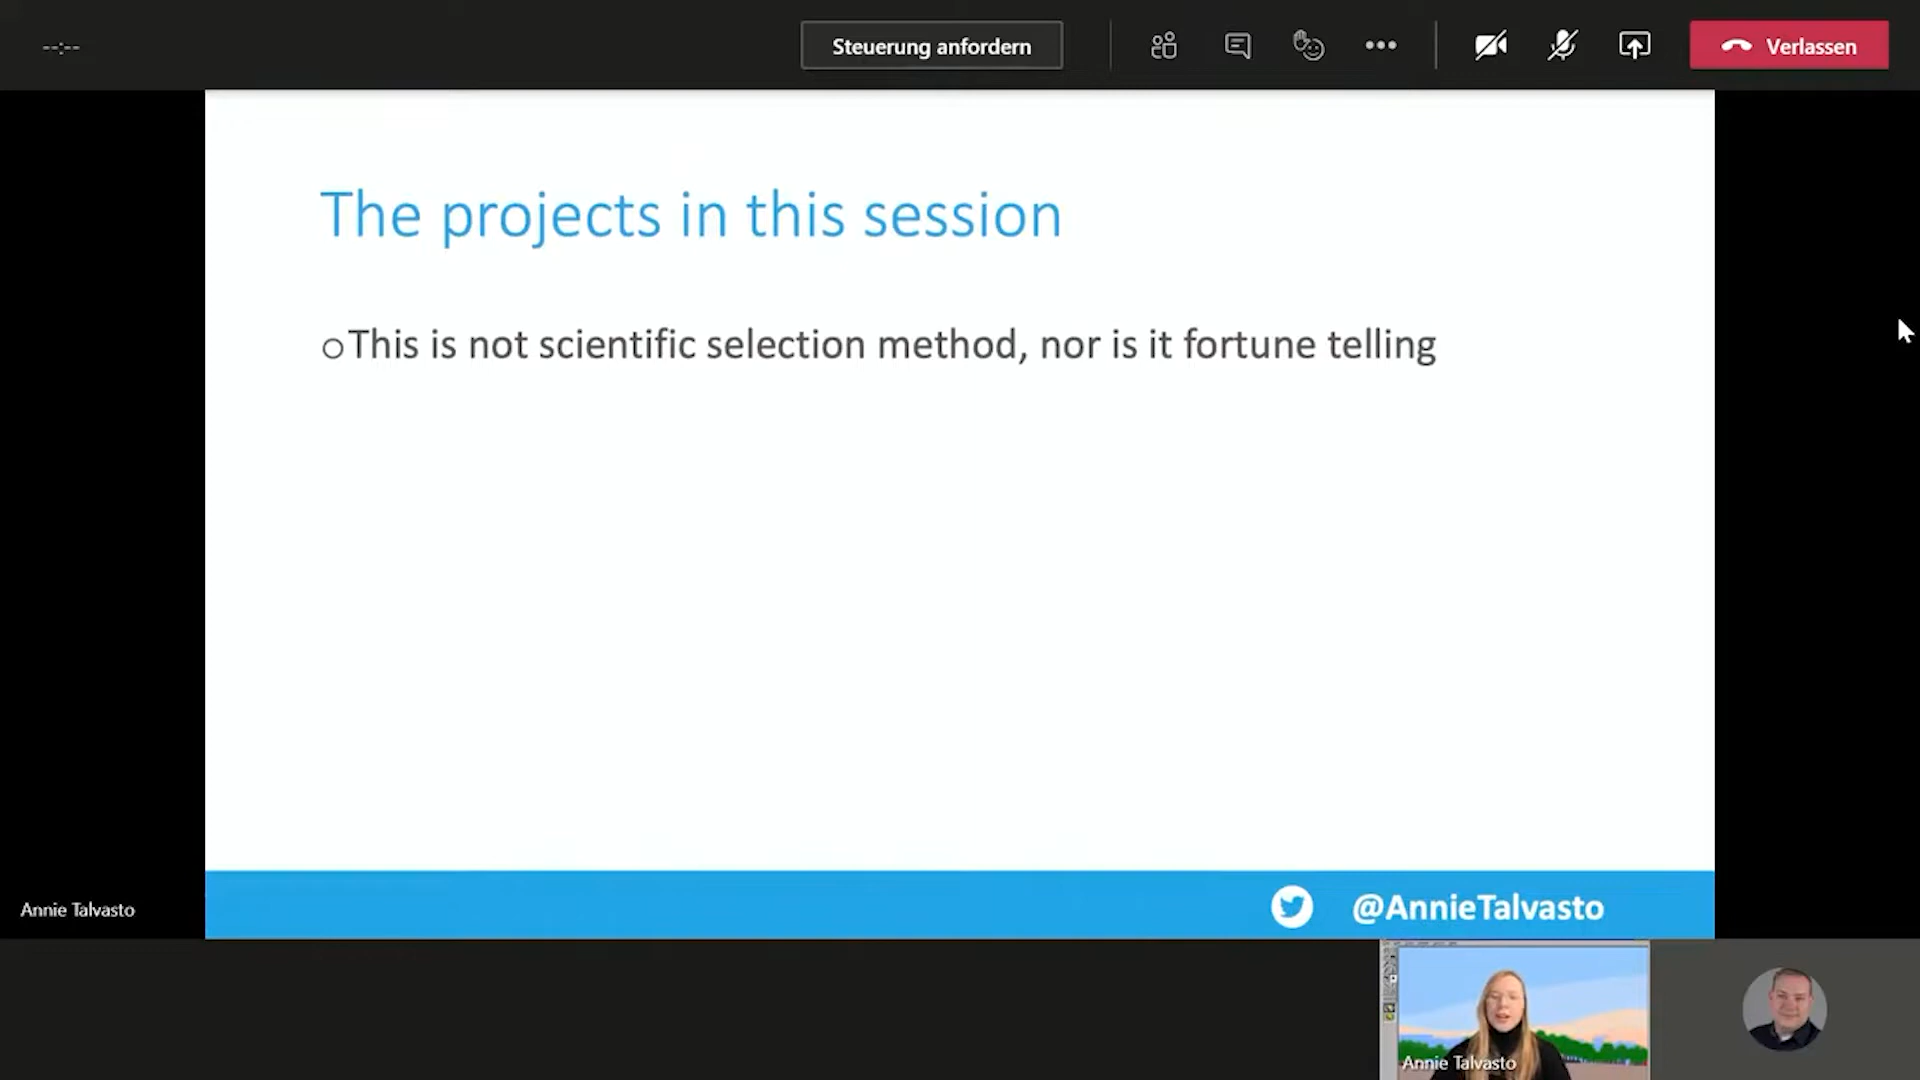 --:--
Steuerung anfordern
Verlassen
The projects in this session
○This is not scientific selection method, nor is it fortune telling
Annie Talvasto
@AnnieTalvasto
Annie Talvasto